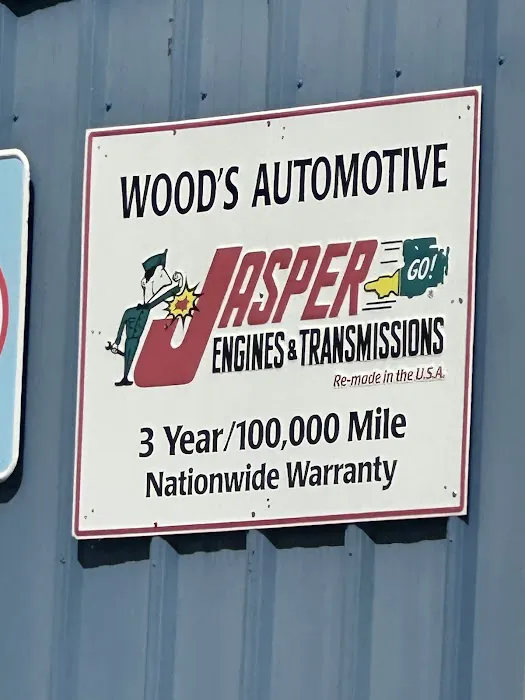 WOOD'S AUTOMOTIVE
JASPER GO!
ENGINES & TRANSMISSIONS
Re-made in the U.S.A.
3 Year/100,000 Mile
Nationwide Warranty